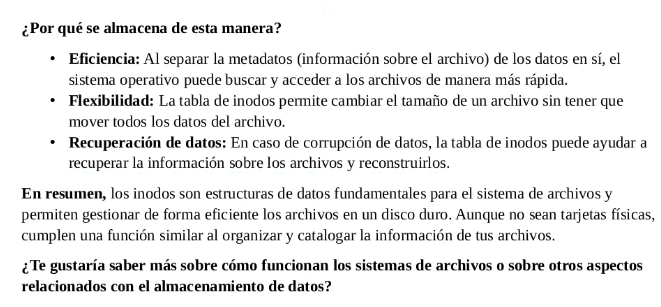 ¿Por qué se almacena de esta manera?
• Eficiencia: Al separar la metadatos (información sobre el archivo) de los datos en sí, el
sistema operativo puede buscar y acceder a los archivos de manera más rápida.
• Flexibilidad: La tabla de inodos permite cambiar el tamaño de un archivo sin tener que
mover todos los datos del archivo.
• Recuperación de datos: En caso de corrupción de datos, la tabla de inodos puede ayudar a
recuperar la información sobre los archivos y reconstruirlos.
En resumen, los inodos son estructuras de datos fundamentales para el sistema de archivos y
permiten gestionar de forma eficiente los archivos en un disco duro. Aunque no sean tarjetas físicas,
cumplen una función similar al organizar y catalogar la información de tus archivos.
¿Te gustaría saber más sobre cómo funcionan los sistemas de archivos o sobre otros aspectos
relacionados con el almacenamiento de datos?